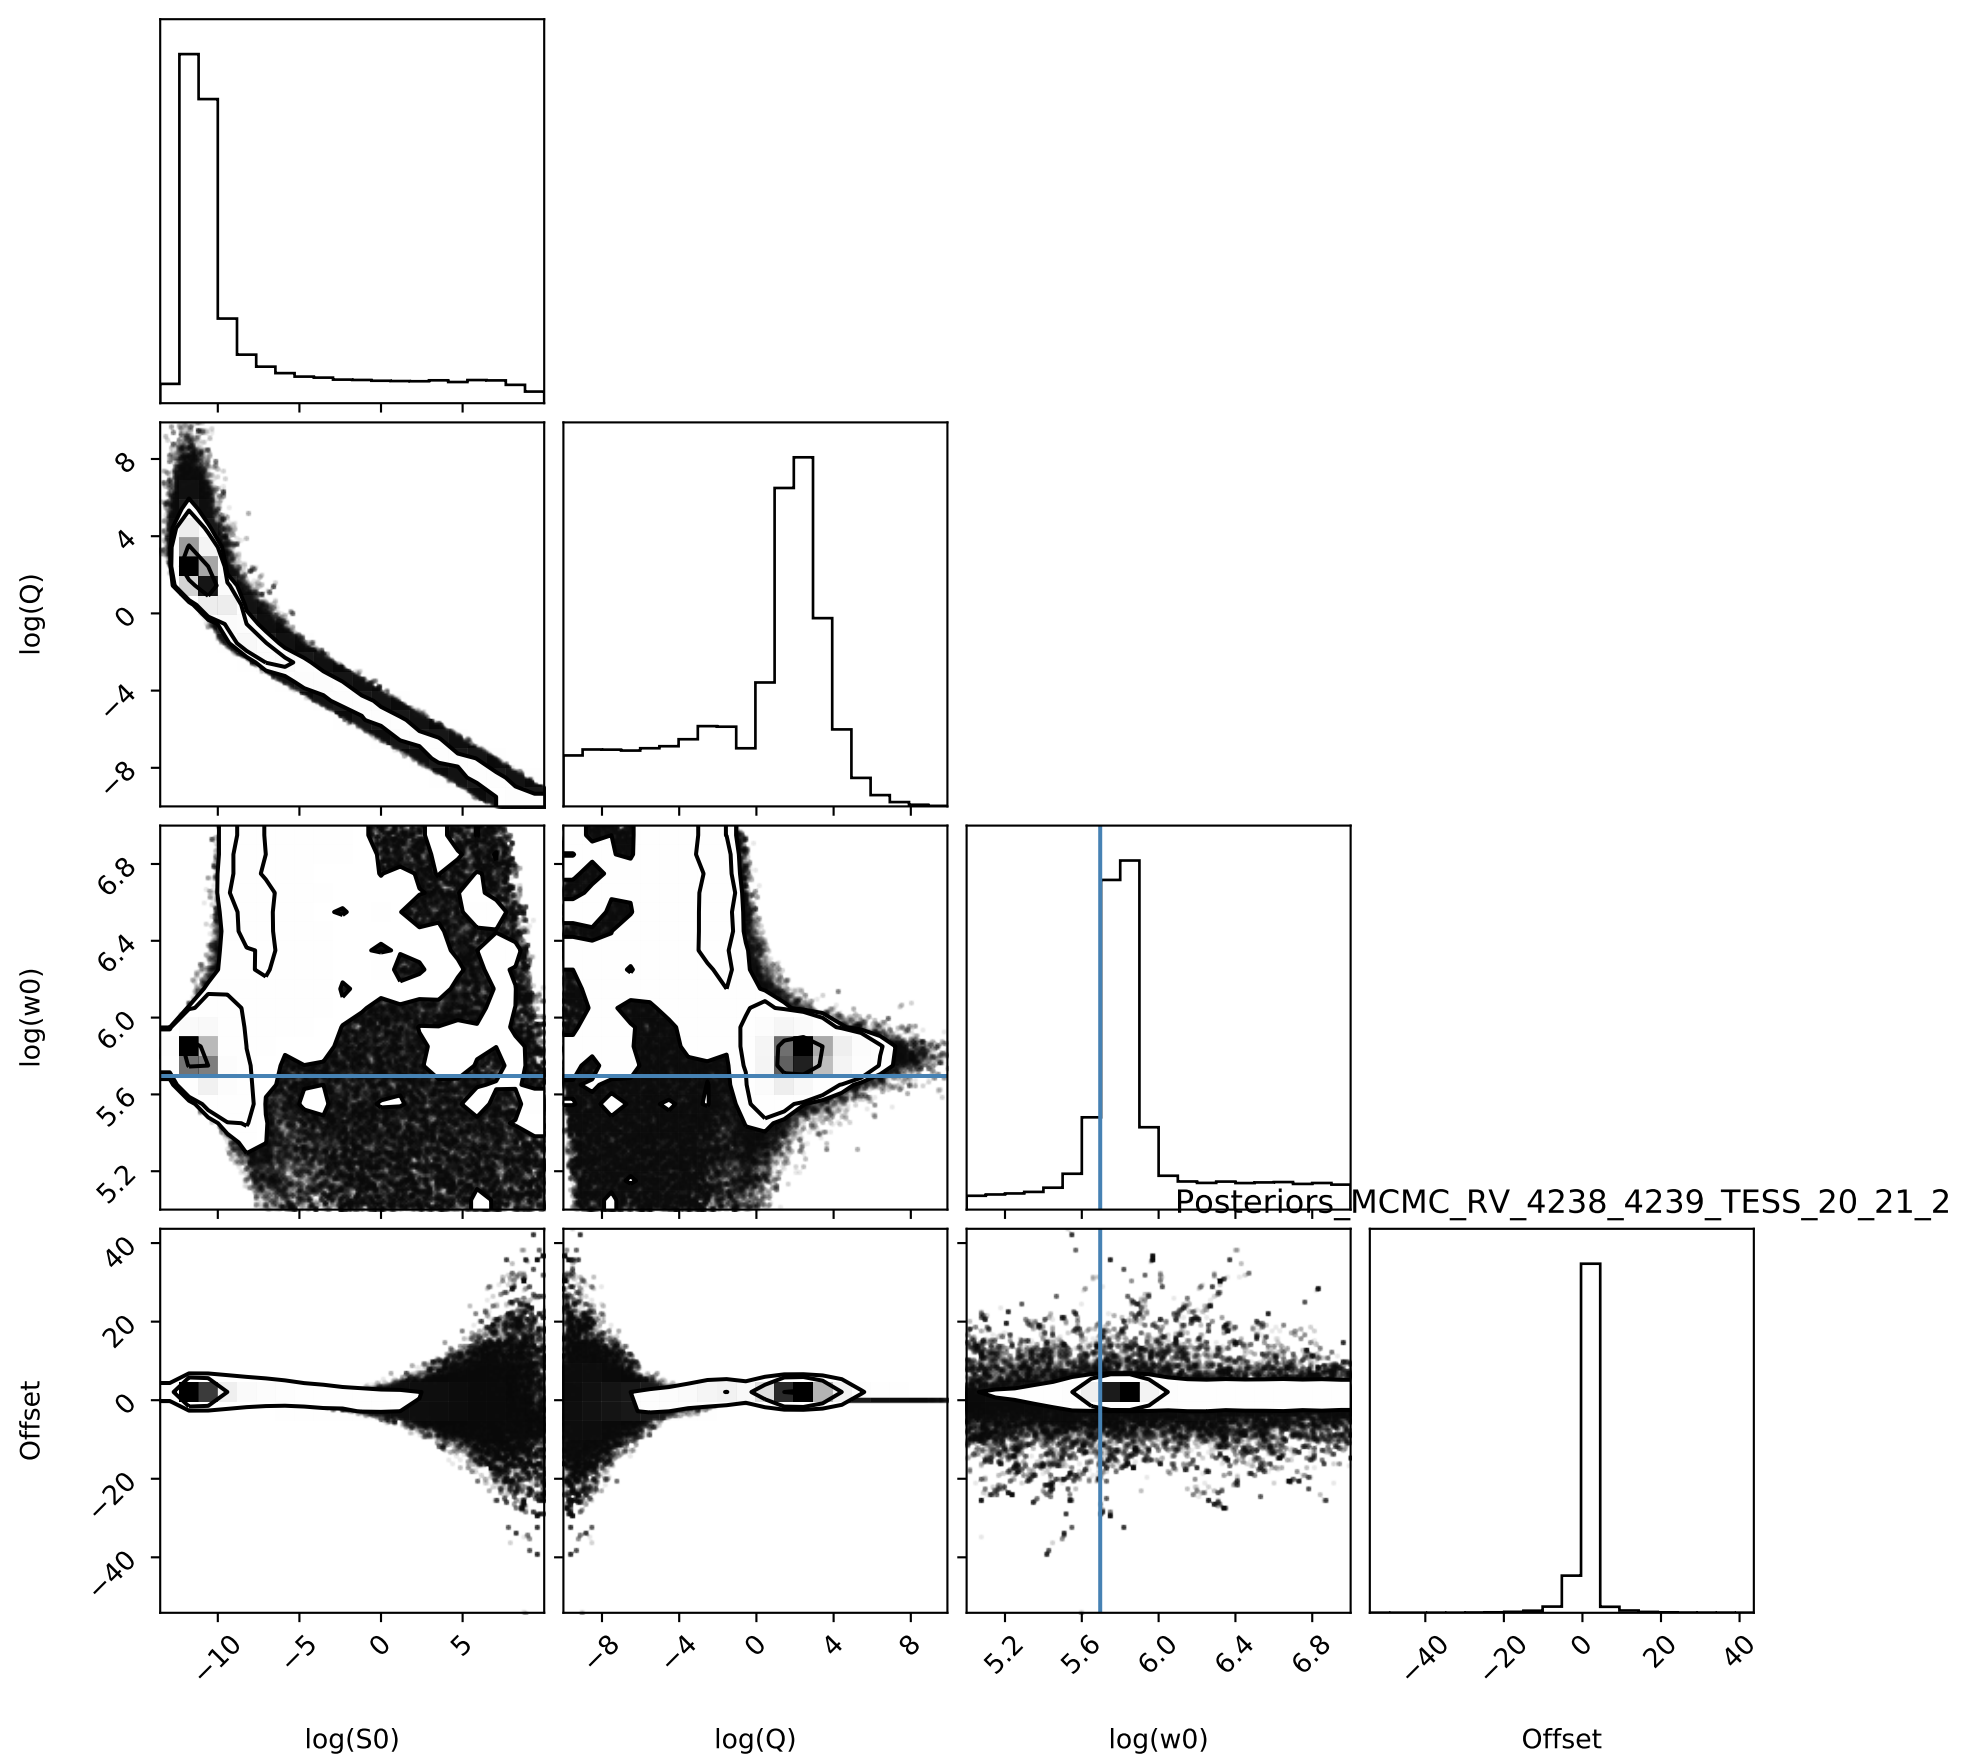 log(Q)
8
4
0
−4
−8
log(w0)
6.8
6.4
6.0
5.6
5.2
Posteriors_MCMC_RV_4238_4239_TESS_20_21_2
Offset
40
20
0
−20
−40
−10 −5 0 5
−8 −4 0 4 8
5.2 5.6 6.0 6.4 6.8
−40 −20 0 20 40
log(S0) log(Q) log(w0) Offset